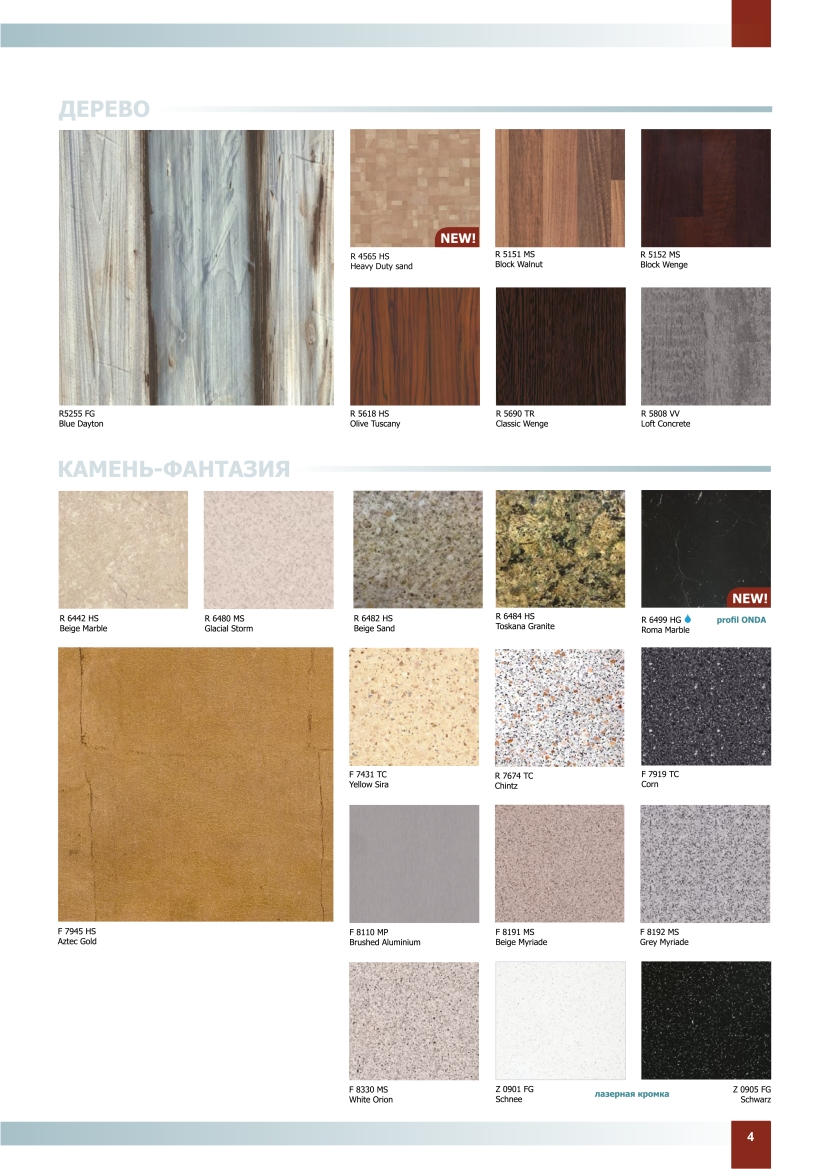 ДЕРЕВО
NEW!
R 4565 HS
Heavy Duty sand
R 5151 MS
Block Walnut
R 5152 MS
Block Wenge
R5255 FG
Blue Dayton
R 5618 HS
Olive Tuscany
R 5690 TR
Classic Wenge
R 5808 VV
Loft Concrete
КАМЕНЬ-ФАНТАЗИЯ
NEW!
R 6442 HS
Beige Marble
R 6480 MS
Glacial Storm
R 6482 HS
Beige Sand
R 6484 HS
Toskana Granite
R 6499 HG
profil ONDA
Roma Marble
F 7431 TC
Yellow Sira
R 7674 TC
Chintz
F 7919 TC
Corn
F 7945 HS
Aztec Gold
F 8110 MP
Brushed Aluminium
F 8191 MS
Beige Myriade
F 8192 MS
Grey Myriade
F 8330 MS
White Orion
Z 0901 FG
Schnee
лазерная кромка
Z 0905 FG
Schwarz
4